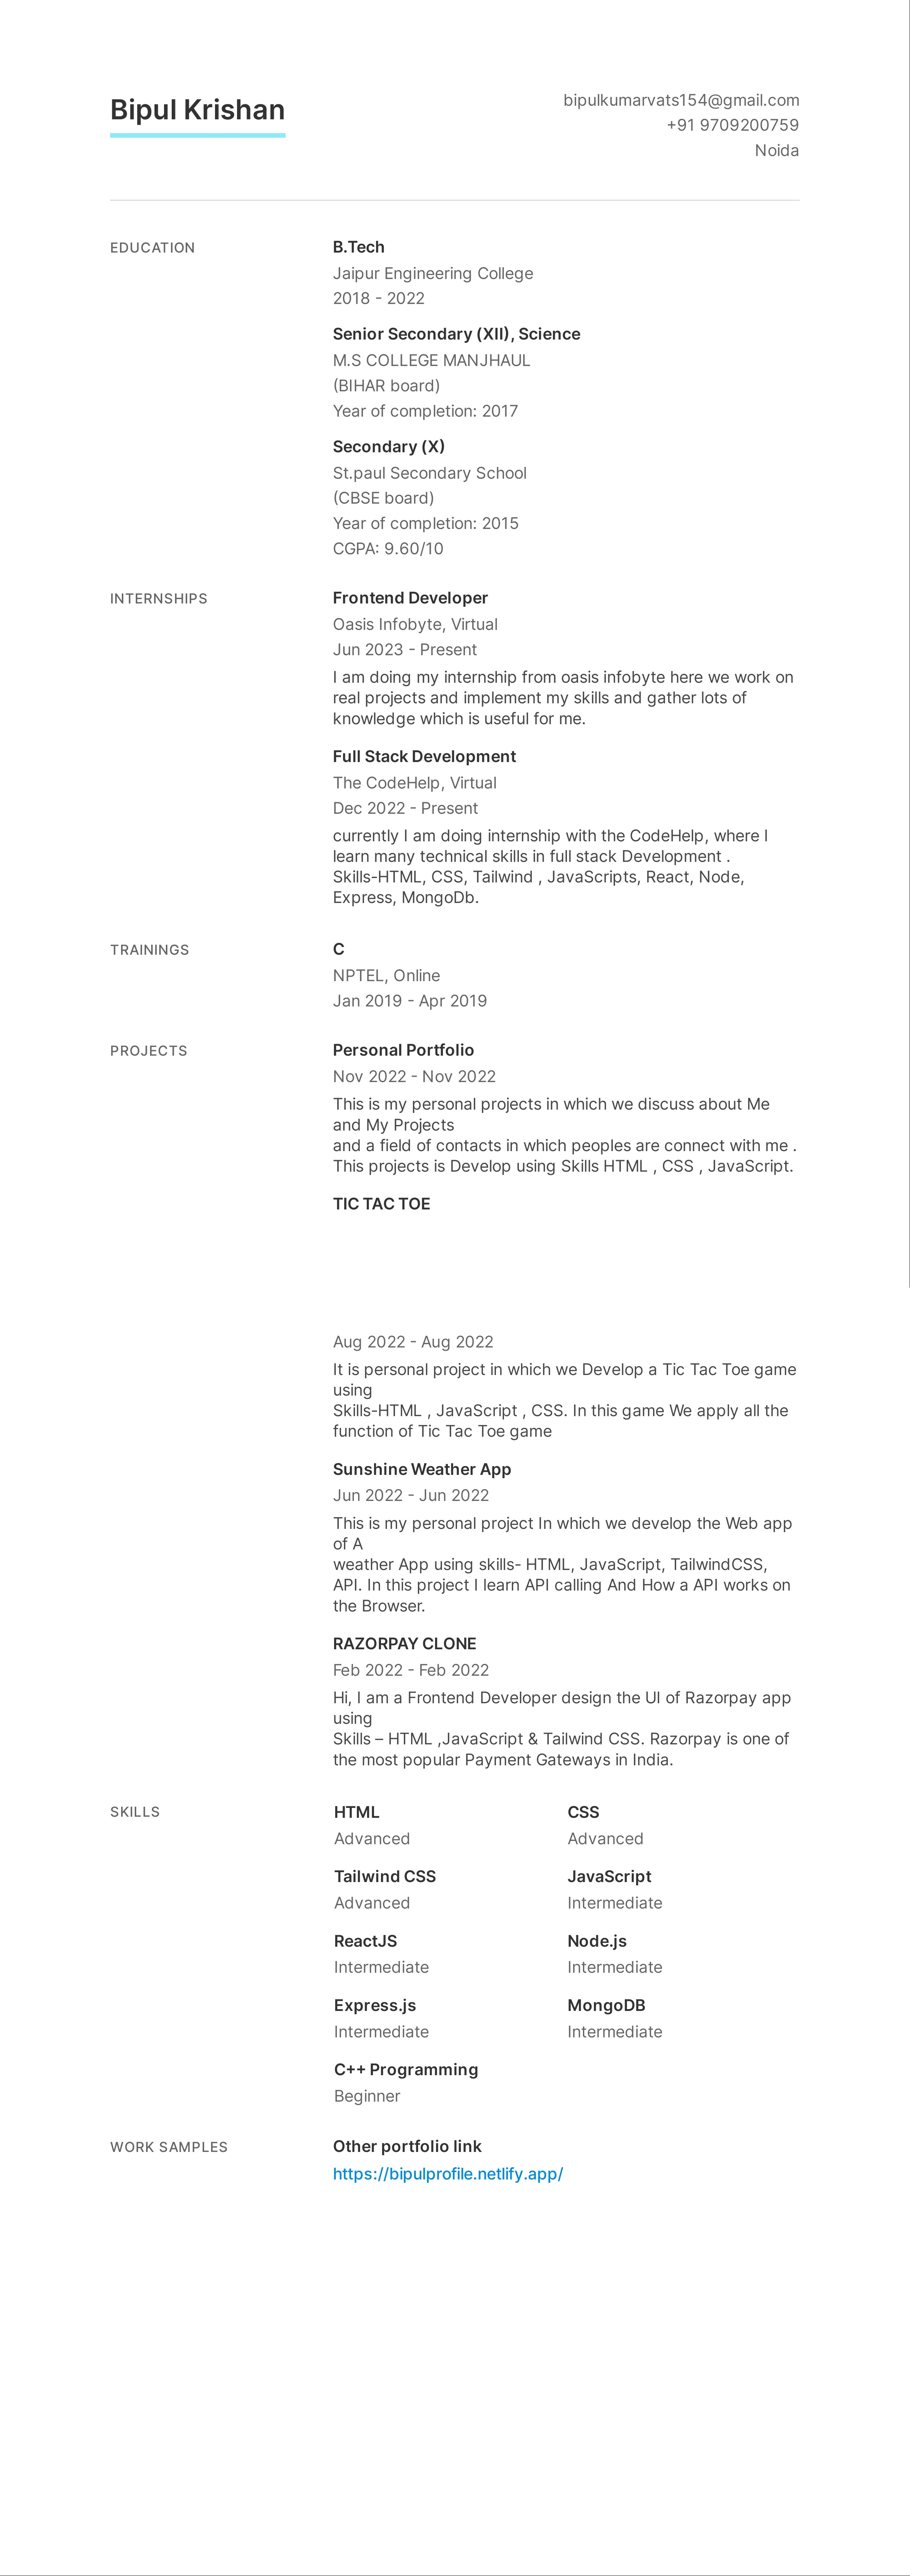 Bipul Krishan
bipulkumarvats154@gmail.com
+91 9709200759
Noida
EDUCATION
B.Tech
Jaipur Engineering College
2018 - 2022
Senior Secondary (XII), Science
M.S COLLEGE MANJHAUL
(BIHAR board)
Year of completion: 2017
Secondary (X)
St.paul Secondary School
(CBSE board)
Year of completion: 2015
CGPA: 9.60/10
INTERNSHIPS
Frontend Developer
Oasis Infobyte, Virtual
Jun 2023 - Present
I am doing my internship from oasis infobyte here we work on
real projects and implement my skills and gather lots of
knowledge which is useful for me.
Full Stack Development
The CodeHelp, Virtual
Dec 2022 - Present
currently I am doing internship with the CodeHelp, where I
learn many technical skills in full stack Development .
Skills-HTML, CSS, Tailwind , JavaScripts, React, Node,
Express, MongoDb.
TRAININGS
C
NPTEL, Online
Jan 2019 - Apr 2019
PROJECTS
Personal Portfolio
Nov 2022 - Nov 2022
This is my personal projects in which we discuss about Me
and My Projects
and a field of contacts in which peoples are connect with me .
This projects is Develop using Skills HTML , CSS , JavaScript.
TIC TAC TOE
Aug 2022 - Aug 2022
It is personal project in which we Develop a Tic Tac Toe game
using
Skills-HTML , JavaScript , CSS. In this game We apply all the
function of Tic Tac Toe game
Sunshine Weather App
Jun 2022 - Jun 2022
This is my personal project In which we develop the Web app
of A
weather App using skills- HTML, JavaScript, TailwindCSS,
API. In this project I learn API calling And How a API works on
the Browser.
RAZORPAY CLONE
Feb 2022 - Feb 2022
Hi, I am a Frontend Developer design the UI of Razorpay app
using
Skills – HTML ,JavaScript & Tailwind CSS. Razorpay is one of
the most popular Payment Gateways in India.
SKILLS
HTML
Advanced
CSS
Advanced
Tailwind CSS
Advanced
JavaScript
Intermediate
ReactJS
Intermediate
Node.js
Intermediate
Express.js
Intermediate
MongoDB
Intermediate
C++ Programming
Beginner
WORK SAMPLES
Other portfolio link
https://bipulprofile.netlify.app/